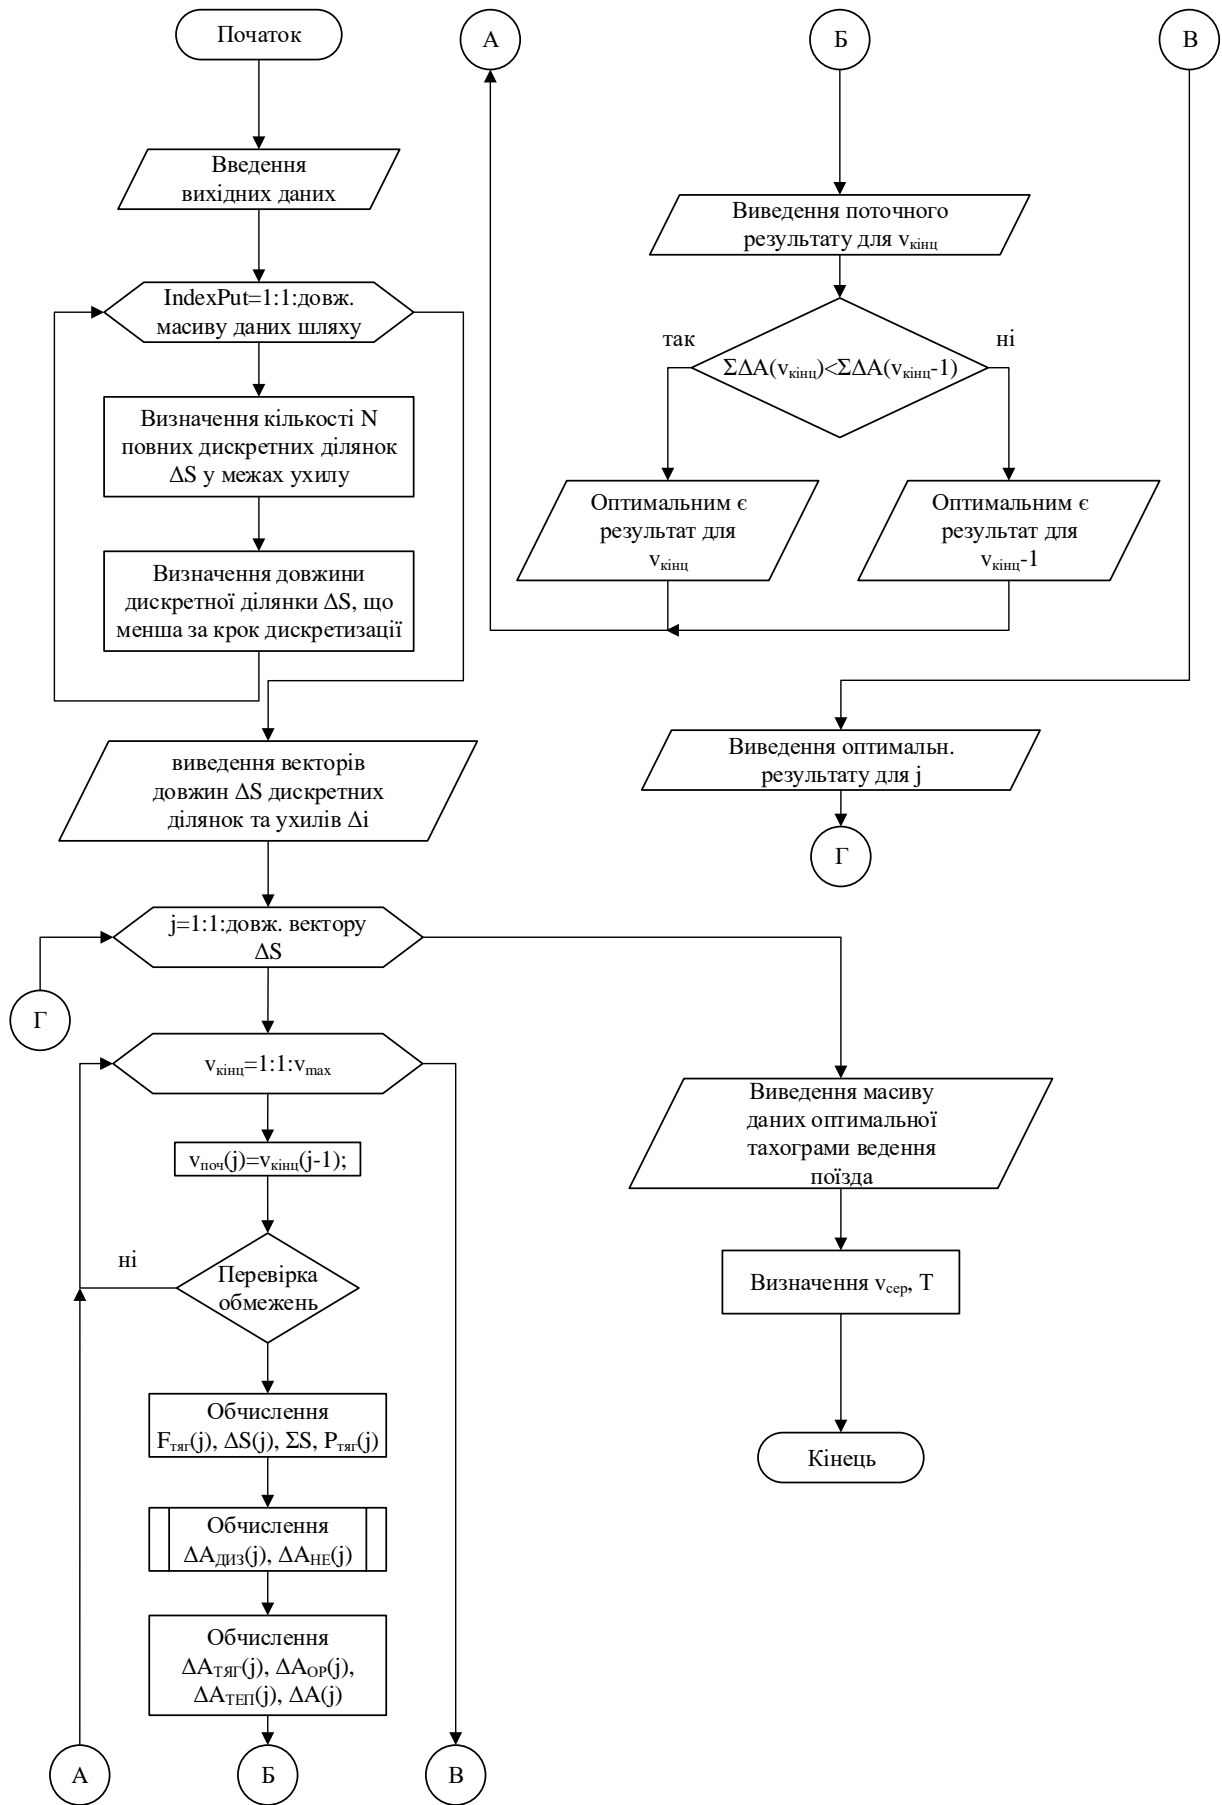 Початок
Введення
вихідних даних
IndexPut=1:1:довж.
масиву даних шляху
Визначення кількості N
повних дискретних ділянок
ΔS у межах ухилу
Визначення довжини
дискретної ділянки ΔS, що
менша за крок дискретизації
виведення векторів
довжин ΔS дискретних
ділянок та ухилів Δi
j=1:1:довж. вектору
ΔS
Г
vкінц=1:1:vmax
vпоч(j)=vкінц(j-1);
ні
Перевірка
обмежень
Обчислення
Fтяг(j), ΔS(j), ΣS, Pтяг(j)
Обчислення
ΔAДИЗ(j), ΔAНЕ(j)
Обчислення
ΔAТЯГ(j), ΔAОР(j),
ΔAТЕП(j), ΔA(j)
А
Б
В
А
Б
В
Виведення поточного
результату для vкінц
так
ні
ΣΔA(vкінц)<ΣΔA(vкінц-1)
Оптимальним є
результат для
vкінц
Оптимальним є
результат для
vкінц-1
Виведення оптимальн.
результату для j
Г
Виведення масиву
даних оптимальної
тахограми ведення
поїзда
Визначення vсер, T
Кінець